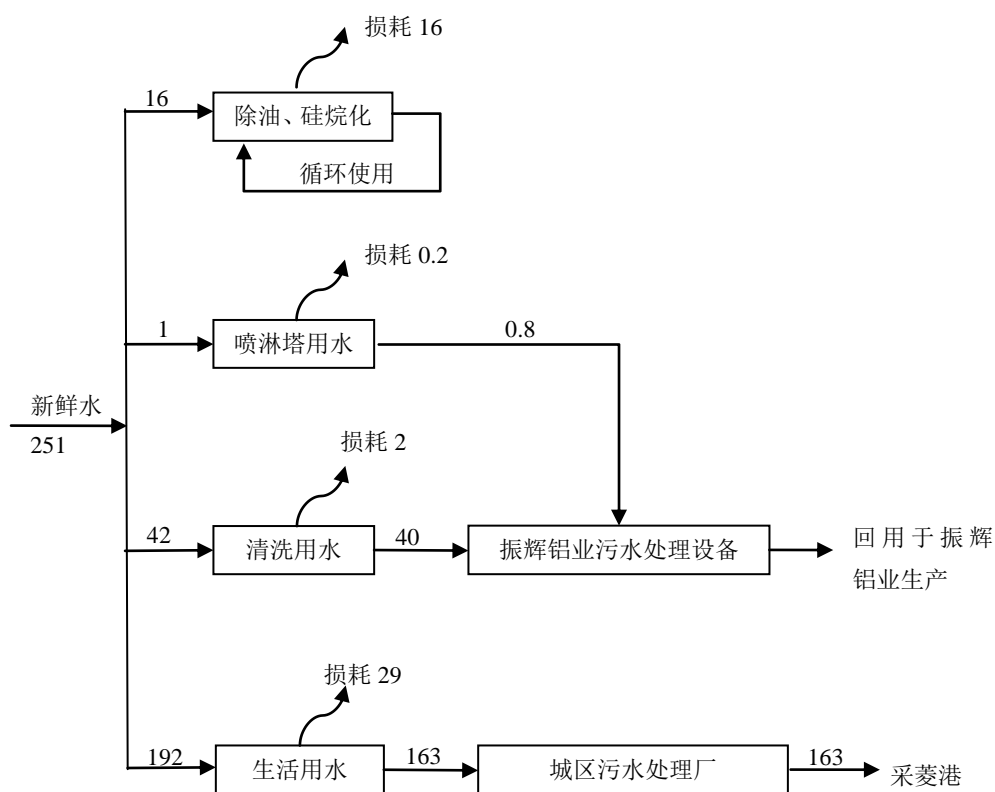 损耗 16
16
除油、硅烷化
循环使用
损耗 0.2
1
喷淋塔用水
0.8
新鲜水
251
损耗 2
42
清洗用水
40
振辉铝业污水处理设备
回用于振辉
铝业生产
损耗 29
192
生活用水
163
城区污水处理厂
163
采菱港